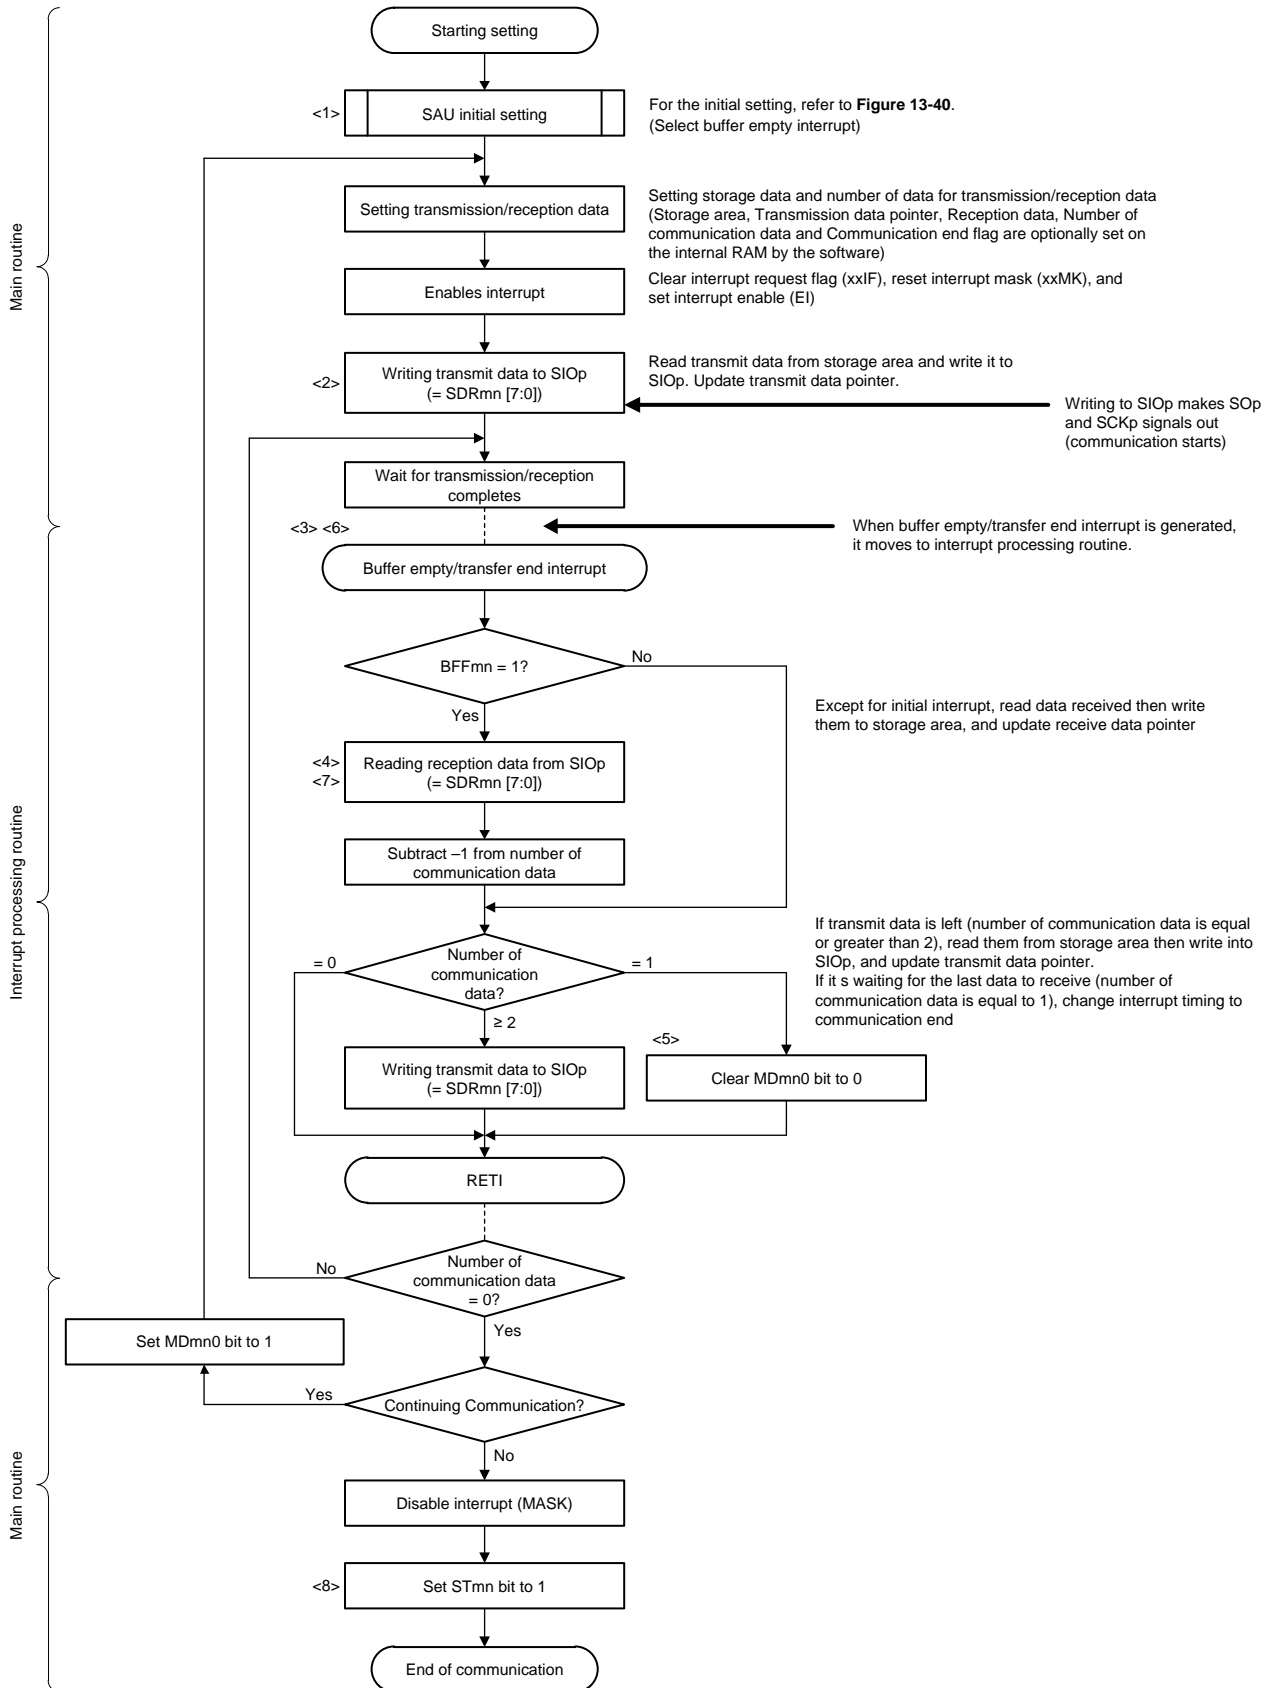 Starting setting
<1>
SAU initial setting
For the initial setting, refer to Figure 13-40.
(Select buffer empty interrupt)
Setting transmission/reception data
Setting storage data and number of data for transmission/reception data
(Storage area, Transmission data pointer, Reception data, Number of
communication data and Communication end flag are optionally set on
the internal RAM by the software)
Main routine
Enables interrupt
Clear interrupt request flag (xxIF), reset interrupt mask (xxMK), and
set interrupt enable (EI)
<2>
Writing transmit data to SIOp
(= SDRmn [7:0])
Read transmit data from storage area and write it to
SIOp. Update transmit data pointer.
Writing to SIOp makes SOp
and SCKp signals out
(communication starts)
Wait for transmission/reception
completes
<3> <6>
When buffer empty/transfer end interrupt is generated,
it moves to interrupt processing routine.
Buffer empty/transfer end interrupt
BFFmn = 1?
No
Yes
Except for initial interrupt, read data received then write
them to storage area, and update receive data pointer
<4>
<7>
Reading reception data from SIOp
(= SDRmn [7:0])
Subtract –1 from number of
communication data
Interrupt processing routine
If transmit data is left (number of communication data is equal
or greater than 2), read them from storage area then write into
SIOp, and update transmit data pointer.
If it s waiting for the last data to receive (number of
communication data is equal to 1), change interrupt timing to
communication end
= 0
Number of
communication
data?
= 1
≥ 2
<5>
Writing transmit data to SIOp
(= SDRmn [7:0])
Clear MDmn0 bit to 0
RETI
No
Number of
communication data
= 0?
Yes
Set MDmn0 bit to 1
Yes
Continuing Communication?
No
Main routine
Disable interrupt (MASK)
<8>
Set STmn bit to 1
End of communication